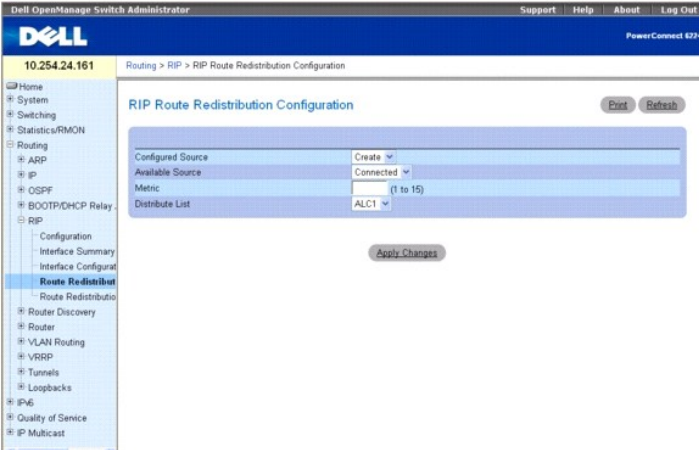 Dell OpenManage Switch Administrator
Support Help About Log Out
DELL
PowerConnect 622
10.254.24.161
Routing > RIP > RIP Route Redistribution Configuration
Home
System
Switching
Statistics/RMON
Routing
ARP
IP
OSPF
BOOTP/DHCP Relay
RIP
Configuration
Interface Summary
Interface Configurat
Route Redistribut
Route Redistributio
Router Discovery
Router
VLAN Routing
VRRP
Tunnels
Loopbacks
IPv6
Quality of Service
IP Multicast
RIP Route Redistribution Configuration
Print Refresh
Configured Source Create
Available Source Connected
Metric (1 to 15)
Distribute List ALC1
Apply Changes